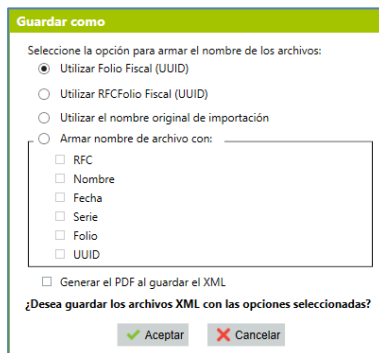 Guardar como
Seleccione la opción para armar el nombre de los archivos:
Utilizar Folio Fiscal (UUID)
Utilizar RFCFolio Fiscal (UUID)
Utilizar el nombre original de importación
Armar nombre de archivo con:
RFC
Nombre
Fecha
Serie
Folio
UUID
Generar el PDF al guardar el XML
¿Desea guardar los archivos XML con las opciones seleccionadas?
Aceptar Cancelar